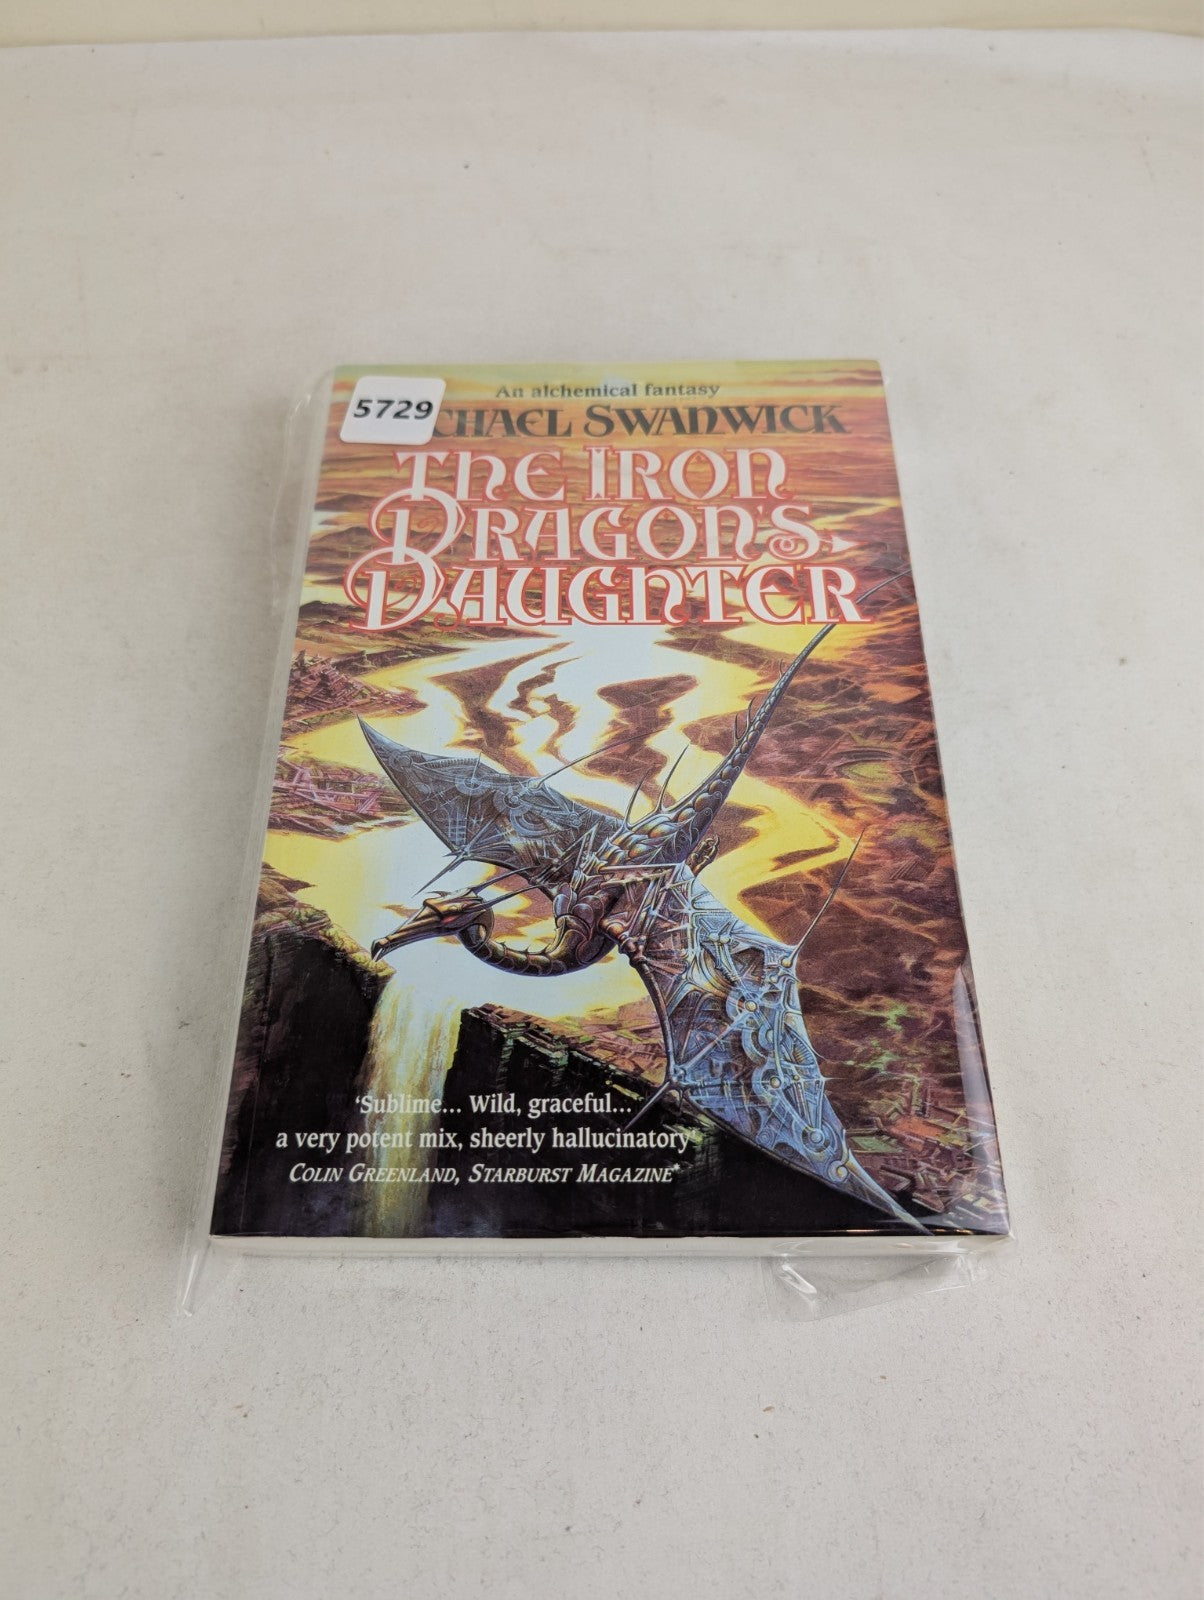 An alchemical fantasy
5729
CHAEL SWANWICK
THE IRON
DRAGON'S
DAUGHTER
‘Sublime... Wild, graceful...
a very potent mix, sheerly hallucinatory’
COLIN GREENLAND, STARBURST MAGAZINE*